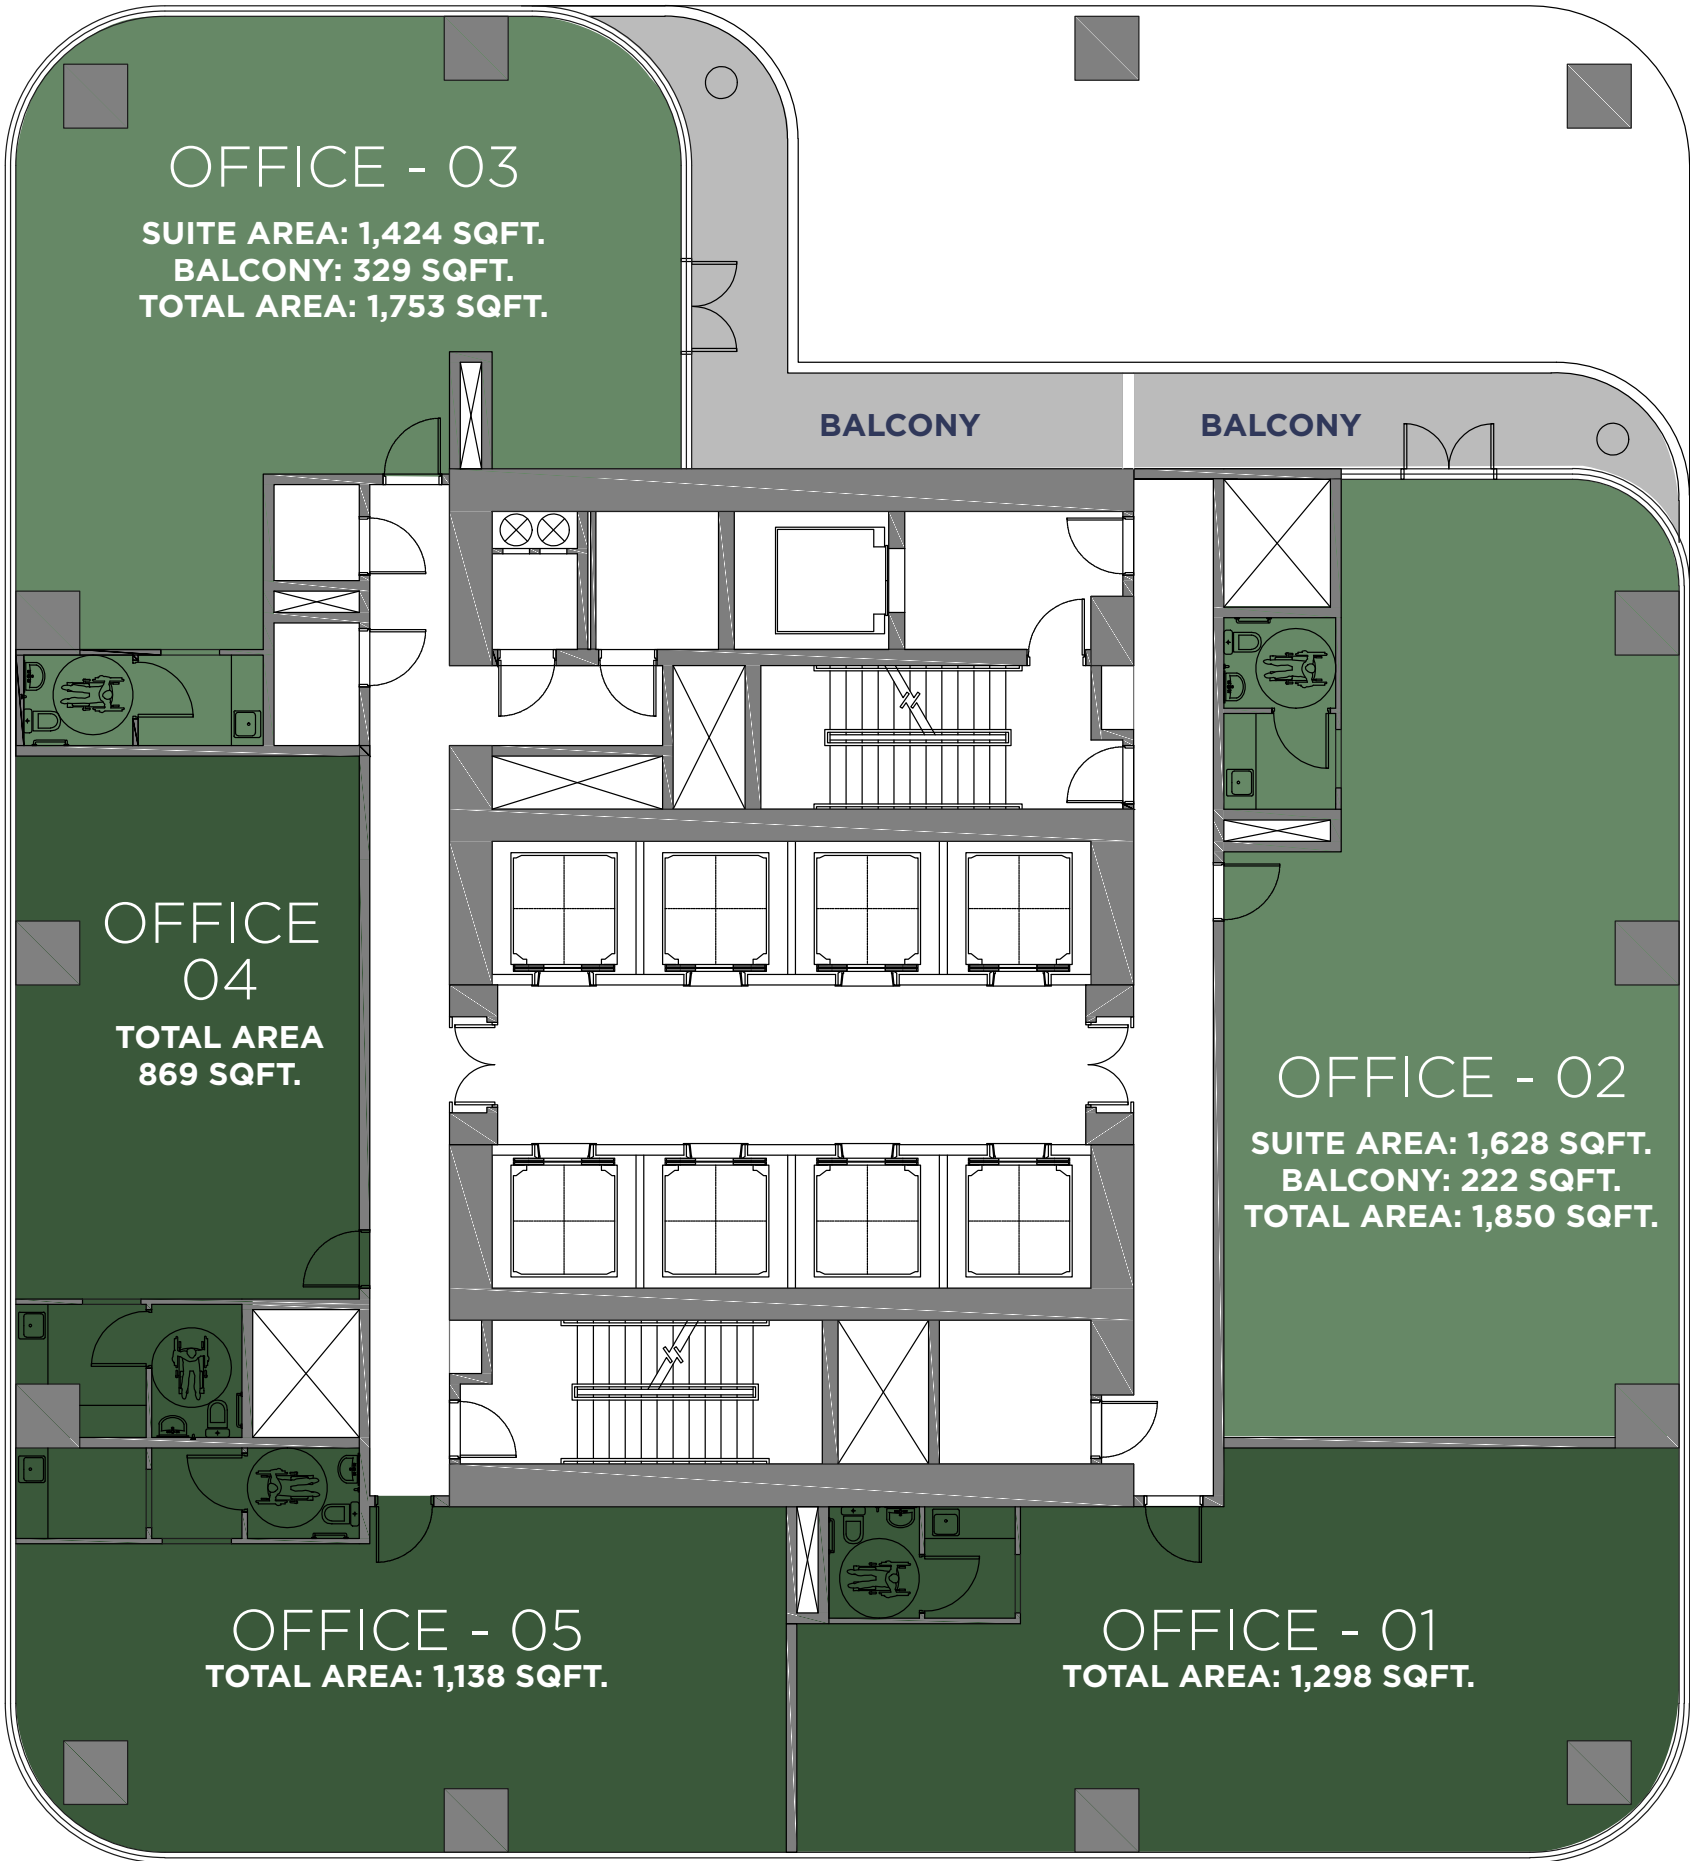 OFFICE - 03
SUITE AREA: 1,424 SQFT.
BALCONY: 329 SQFT.
TOTAL AREA: 1,753 SQFT.
BALCONY
BALCONY
OFFICE
04
TOTAL AREA
869 SQFT.
OFFICE - 02
SUITE AREA: 1,628 SQFT.
BALCONY: 222 SQFT.
TOTAL AREA: 1,850 SQFT.
OFFICE - 05
TOTAL AREA: 1,138 SQFT.
OFFICE - 01
TOTAL AREA: 1,298 SQFT.